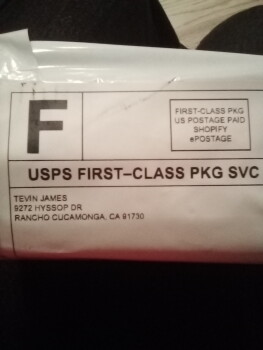 F
FIRST-CLASS PKG
US POSTAGE PAID
SHOPIFY
ePOSTAGE
USPS FIRST-CLASS PKG SVC
TEVIN JAMES
9272 HYSSOP DR
RANCHO CUCAMONGA, CA 91730